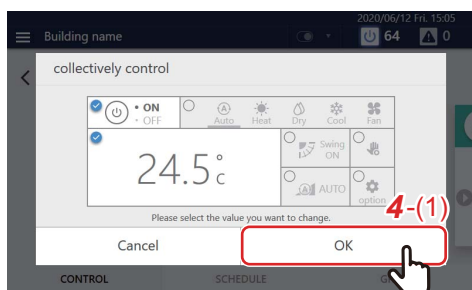 2020/06/12 Fri. 15:05
Building name
64
0
collectively control
• ON
• OFF
A
Auto
Heat
Dry
Cool
Fan
24.5°c
Swing
ON
A AUTO
option
Please select the value you want to change.
4-(1)
Cancel
OK
CONTROL
SCHEDULE